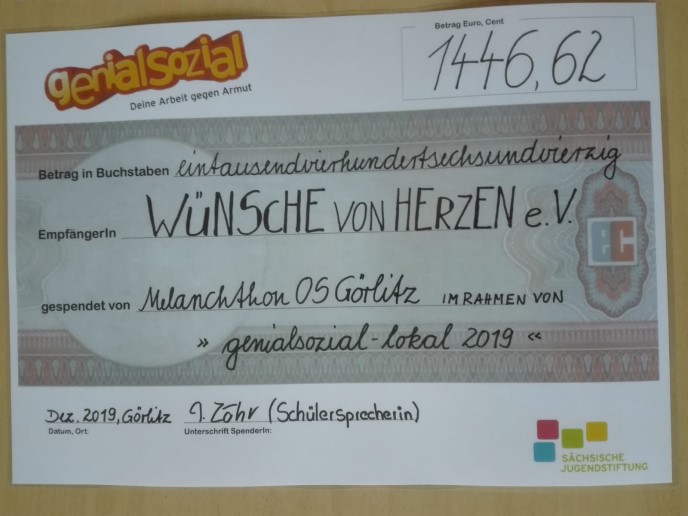 genialsozial
Deine Arbeit gegen Armut
Betrag Euro, Cent
1446,62
Betrag in Buchstaben eintausendvierhundertsechsundvierzig
EmpfängerIn WÜNSCHE VON HERZEN e.V.
gespendet von Melanchthon OS Görlitz IM RAHMEN VON
» genialsozial-lokal 2019 «
EC
Dez. 2019, Görlitz J. Zöhr (Schülersprecherin)
Datum, Ort: Unterschrift SpenderIn:
SÄCHSISCHE
JUGENDSTIFTUNG